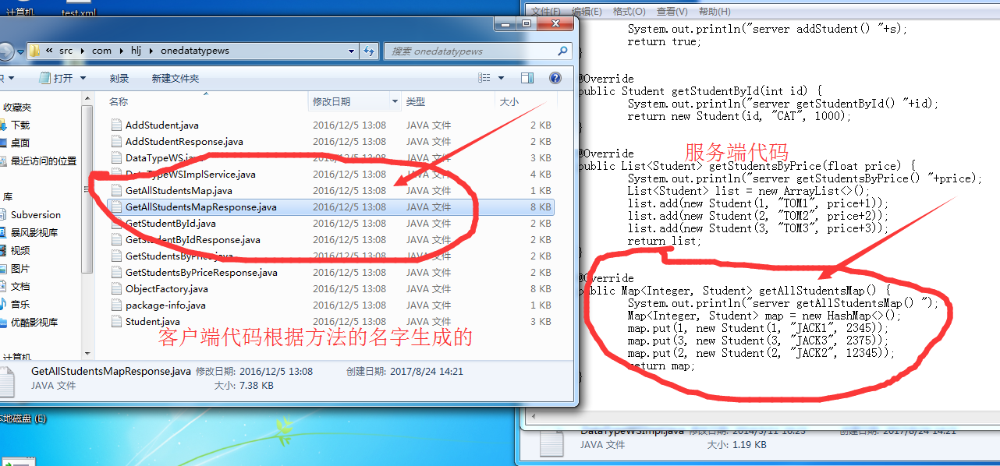 计算机
test.xml
« src ▸ com ▸ hlj ▸ onedatatypews
搜索 onedatatypews
打开
刻录
新建文件夹
收藏夹
下载
桌面
最近访问的位置
库
Subversion
暴风影视库
视频
图片
文档
音乐
优酷影视库
计算机
名称 修改日期 类型 大小
AddStudent.java 2016/12/5 13:08 JAVA 文件 2 KB
AddStudentResponse.java 2016/12/5 13:08 JAVA 文件 2 KB
DataTypeWS.java 2016/12/5 13:08 JAVA 文件 3 KB
DataTypeWSImplService.java 2016/12/5 13:08 JAVA 文件 4 KB
GetAllStudentsMap.java 2016/12/5 13:08 JAVA 文件 1 KB
GetAllStudentsMapResponse.java 2016/12/5 13:08 JAVA 文件 8 KB
GetStudentById.java 2016/12/5 13:08 JAVA 文件 2 KB
GetStudentByIdResponse.java 2016/12/5 13:08 JAVA 文件 2 KB
GetStudentsByPrice.java 2016/12/5 13:08 JAVA 文件 2 KB
GetStudentsByPriceResponse.java 2016/12/5 13:08 JAVA 文件 2 KB
ObjectFactory.java 2016/12/5 13:08 JAVA 文件 8 KB
package-info.java 2016/12/5 13:08 JAVA 文件 1 KB
Student.java 2016/12/5 13:08 JAVA 文件 3 KB
客户端代码根据方法的名字生成的
GetAllStudentsMapResponse.java 修改日期: 2016/12/5 13:08 创建日期: 2017/8/24 14:21
JAVA 文件 大小: 7.38 KB
本地磁盘 (E)
文件(F) 编辑(E) 格式(O) 查看(V) 帮助(H)
System.out.println("server addStudent() "+s);
return true;
}
@Override
public Student getStudentById(int id) {
System.out.println("server getStudentById() "+id);
return new Student(id, "CAT", 1000);
}
服务端代码
@Override
public List<Student> getStudentsByPrice(float price) {
System.out.println("server getStudentsByPrice() "+price);
List<Student> list = new ArrayList<>();
list.add(new Student(1, "TOM1", price+1));
list.add(new Student(2, "TOM2", price+2));
list.add(new Student(3, "TOM3", price+3));
return list;
}
@Override
public Map<Integer, Student> getAllStudentsMap() {
System.out.println("server getAllStudentsMap() ");
Map<Integer, Student> map = new HashMap<>();
map.put(1, new Student(1, "JACK1", 2345));
map.put(3, new Student(3, "JACK3", 2375));
map.put(2, new Student(2, "JACK2", 12345));
return map;
}
DataTypeWSImpl.java 修改日期: 2014/5/11 16:25 创建日期: 2017/8/24 14:21
JAVA 文件 大小: 1.19 KB